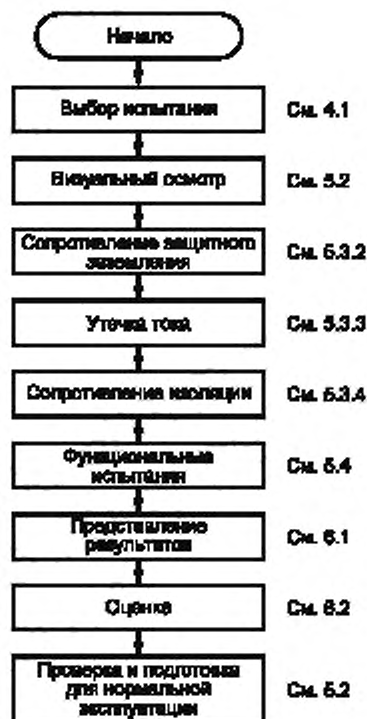 Начало
Выбор испытания
См. 4.1
Визуальный осмотр
См. 5.2
Сопротивление защитного
заземления
См. 5.3.2
Утечка тока
См. 5.3.3
Сопротивление изоляции
См. 5.3.4
Функциональные
испытания
См. 5.4
Представление
результатов
См. 6.1
Оценка
См. 6.2
Проверка и подготовка
для нормальной
эксплуатации
См. 6.2